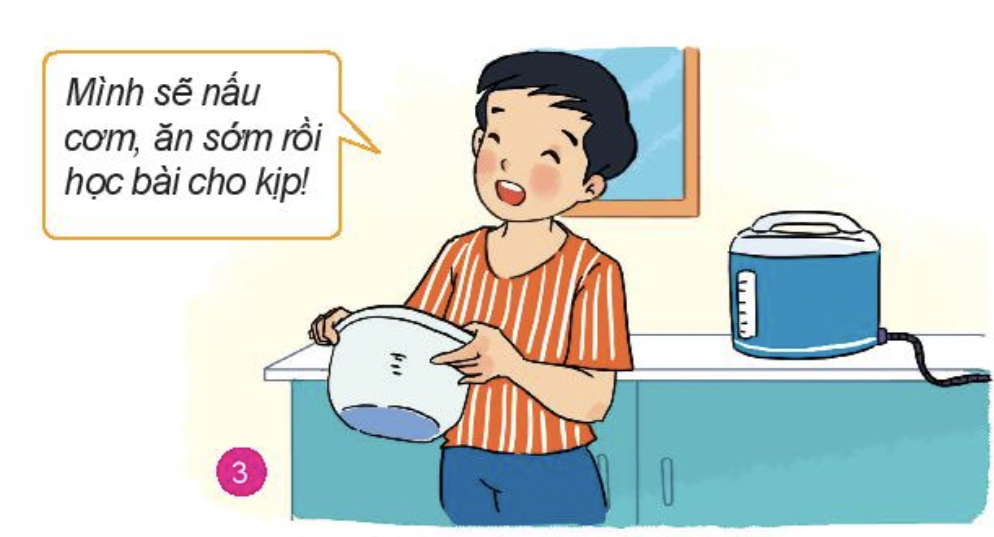 Mình sẽ nấu
cơm, ăn sớm rồi
học bài cho kịp!
3